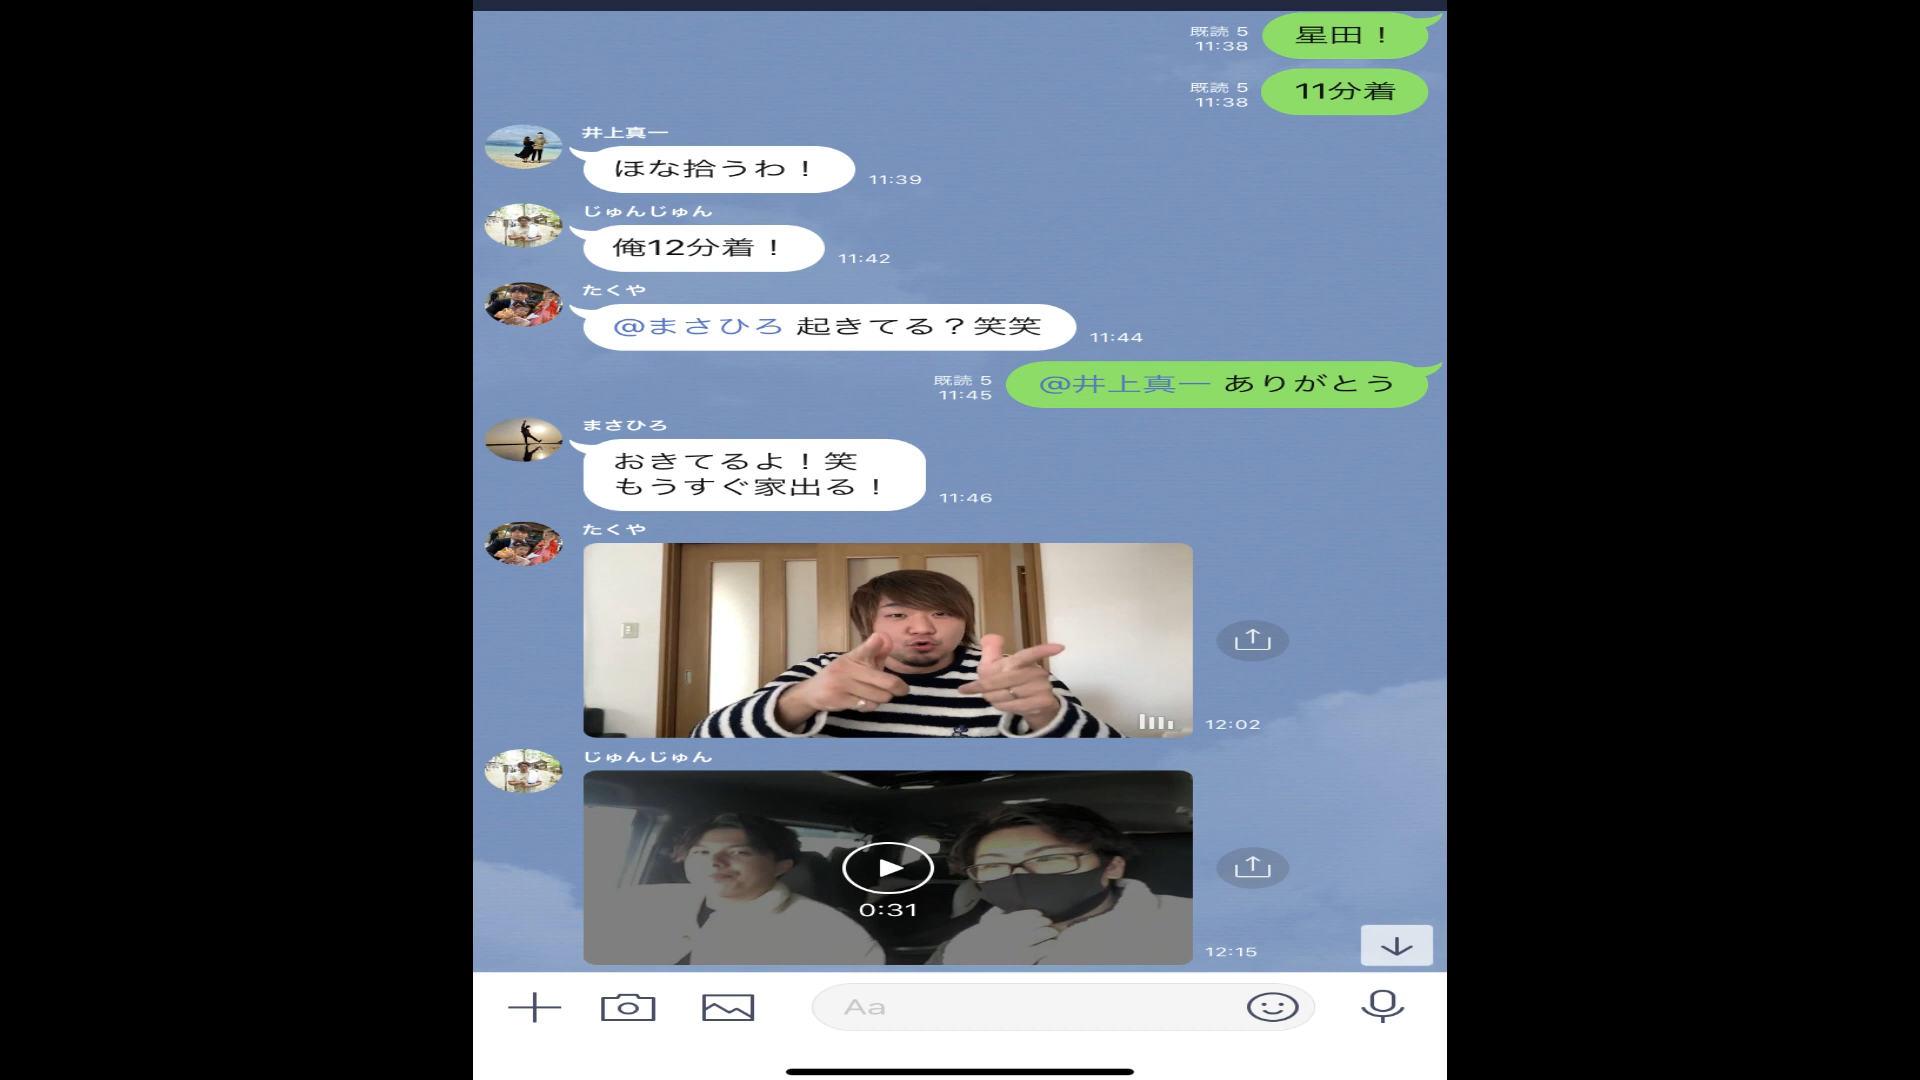 既読 5
11:38
星田！
既読 5
11:38
11分着
井上真一
ほな拾うわ！
11:39
じゅんじゅん
俺12分着！
11:42
たくや
@まさひろ 起きてる？笑笑
11:44
既読 5
11:45
@井上真一 ありがとう
まさひろ
おきてるよ！笑
もうすぐ家出る！
11:46
たくや
12:02
じゅんじゅん
0:31
12:15
Aa